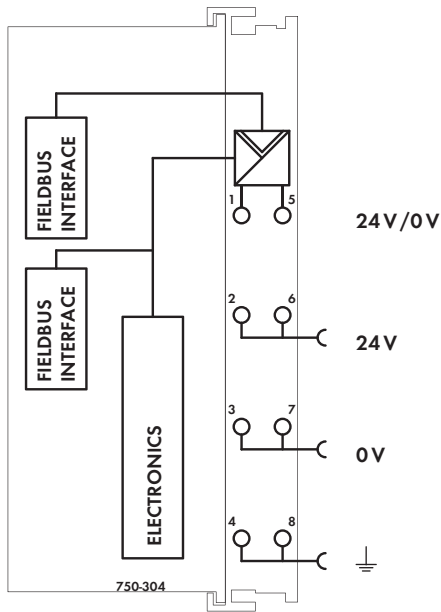 FIELDBUS
INTERFACE
1 5
24V/0V
FIELDBUS
INTERFACE
2 6
24V
ELECTRONICS
3 7
0V
4 8
750-304